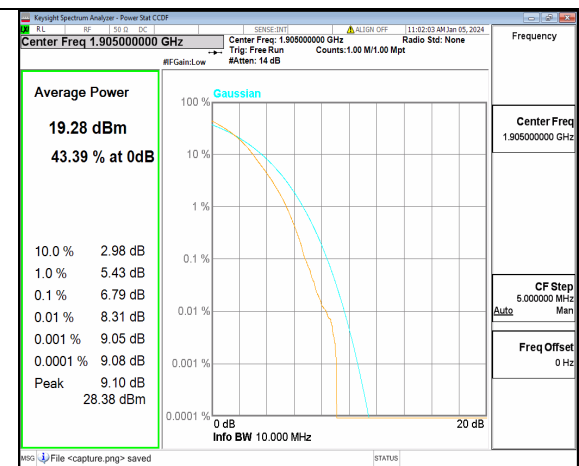 Keysight Spectrum Analyzer - Power Stat CCDF
RL RF 50 Ω DC SENSE:INT ALIGN OFF 11:02:03 AM Jan 05, 2024
Center Freq 1.905000000 GHz
Center Freq: 1.905000000 GHz Radio Std: None
Trig: Free Run Counts:1.00 M/1.00 Mpt
#IFGain:Low #Atten: 14 dB
Frequency
Average Power
19.28 dBm
43.39 % at 0dB
10.0 % 2.98 dB
1.0 % 5.43 dB
0.1 % 6.79 dB
0.01 % 8.31 dB
0.001 % 9.05 dB
0.0001 % 9.08 dB
Peak 9.10 dB
28.38 dBm
Gaussian
100 %
10 %
1 %
0.1 %
0.01 %
0.001 %
0.0001 %
0 dB 20 dB
Info BW 10.000 MHz
Center Freq
1.905000000 GHz
CF Step
5.000000 MHz
Auto Man
Freq Offset
0 Hz
MSG File <capture.png> saved STATUS